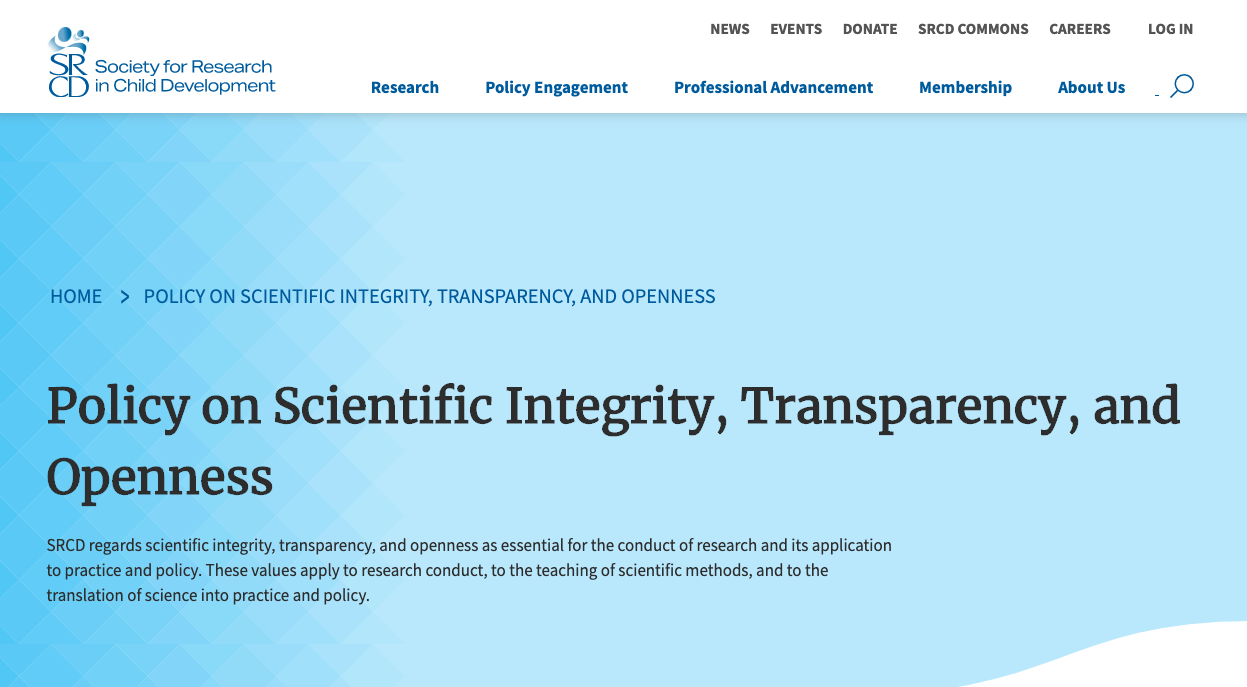 NEWS EVENTS DONATE SRCD COMMONS CAREERS LOG IN
SR
CD
Society for Research
in Child Development
Research Policy Engagement Professional Advancement Membership About Us
HOME > POLICY ON SCIENTIFIC INTEGRITY, TRANSPARENCY, AND OPENNESS
Policy on Scientific Integrity, Transparency, and
Openness
SRCD regards scientific integrity, transparency, and openness as essential for the conduct of research and its application
to practice and policy. These values apply to research conduct, to the teaching of scientific methods, and to the
translation of science into practice and policy.